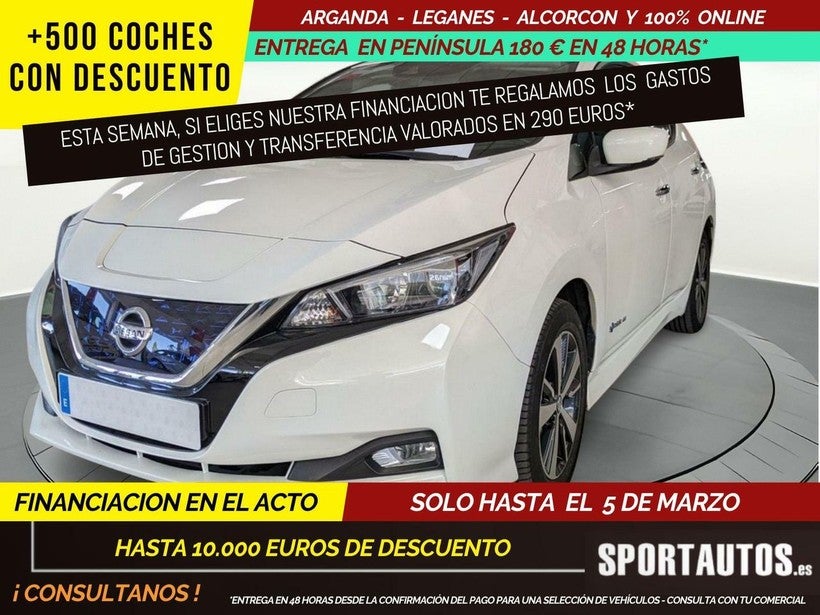 +500 COCHES
CON DESCUENTO
ARGANDA - LEGANES - ALCORCON Y 100% ONLINE
ENTREGA EN PENÍNSULA 180 € EN 48 HORAS*
ESTA SEMANA, SI ELIGES NUESTRA FINANCIACION TE REGALAMOS LOS GASTOS
DE GESTION Y TRANSFERENCIA VALORADOS EN 290 EUROS*
NISSAN
E
FINANCIACION EN EL ACTO
SOLO HASTA EL 5 DE MARZO
HASTA 10.000 EUROS DE DESCUENTO
SPORTAUTOS.es
¡ CONSULTANOS !
*ENTREGA EN 48 HORAS DESDE LA CONFIRMACIÓN DEL PAGO PARA UNA SELECCIÓN DE VEHÍCULOS - CONSULTA CON TU COMERCIAL